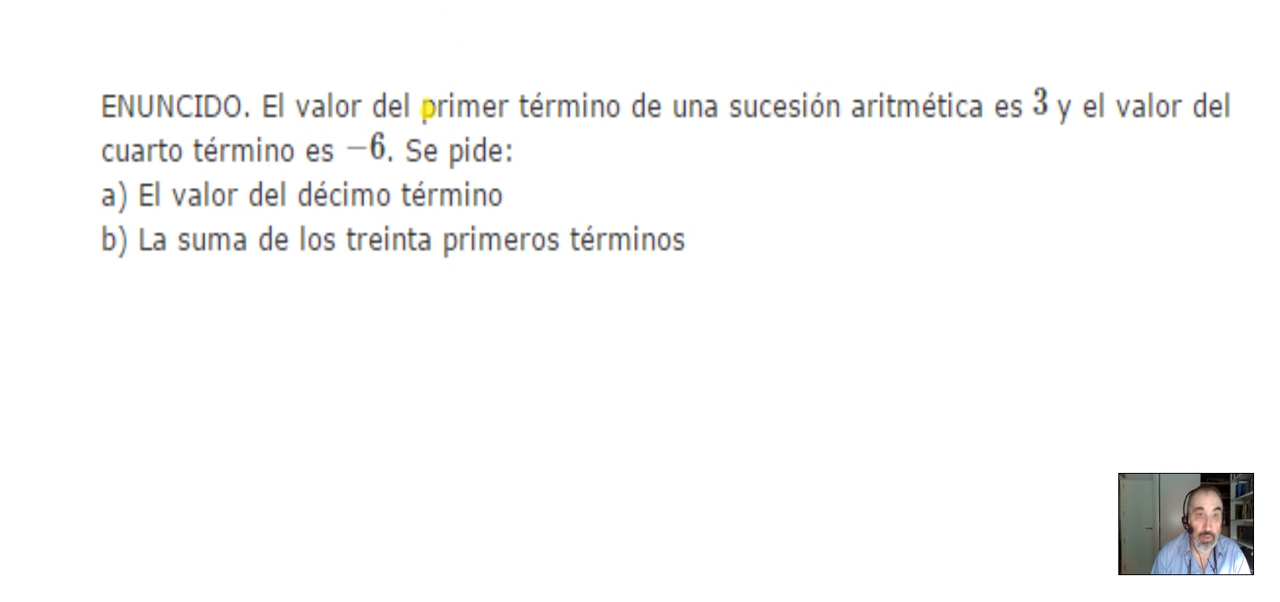 ENUNCIDO. El valor del primer término de una sucesión aritmética es 3 y el valor del
cuarto término es −6. Se pide:
a) El valor del décimo término
b) La suma de los treinta primeros términos